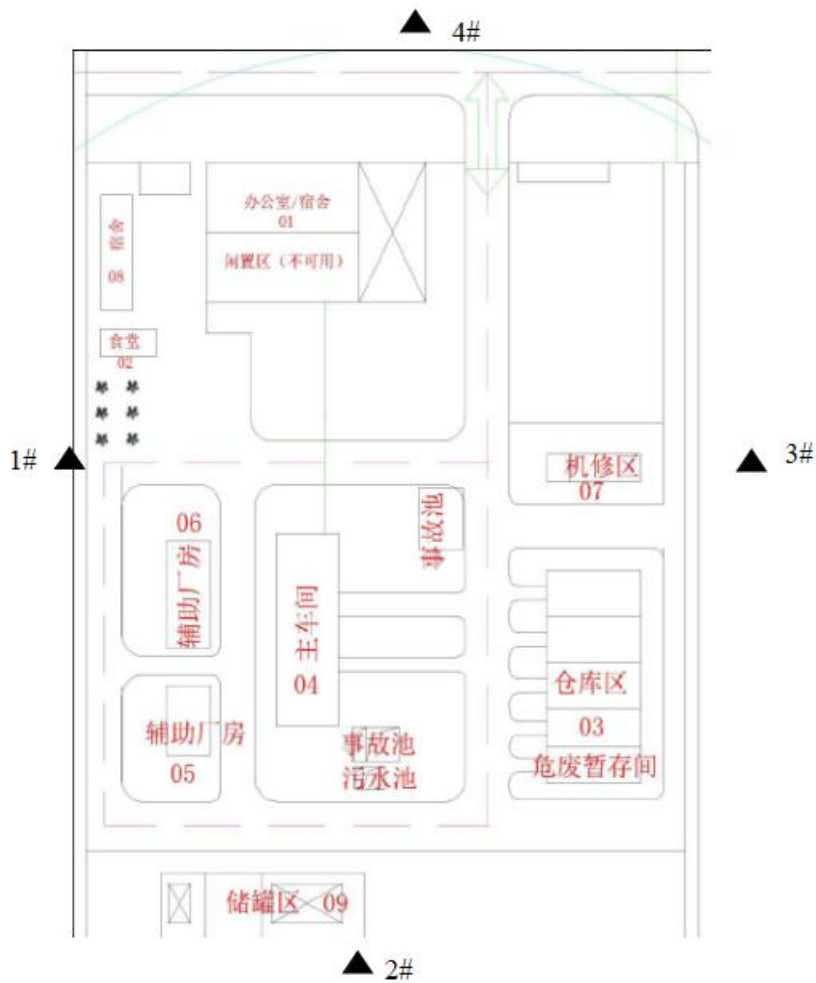 4#
办公室/宿舍
01
闲置区（不可用）
宿舍
08
食堂
02
1#
3#
机修区
07
事故池
06
辅助厂房
主车间
04
仓库区
03
危废暂存间
辅助厂房
05
事故池
污水池
储罐区 09
2#